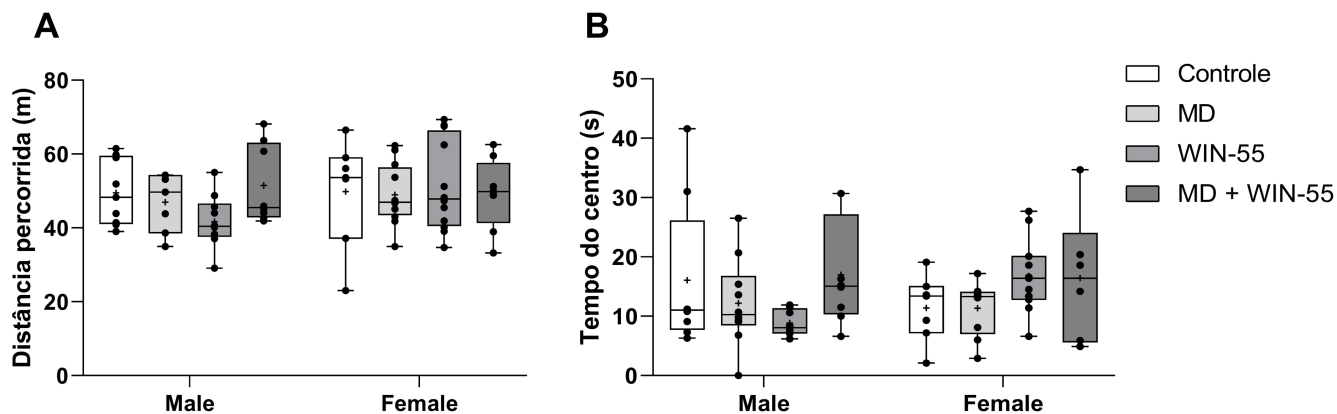 A
Distância percorrida (m)
80
60
40
20
0
Male
Female
B
Tempo do centro (s)
50
40
30
20
10
0
Male
Female
Controle
MD
WIN-55
MD + WIN-55